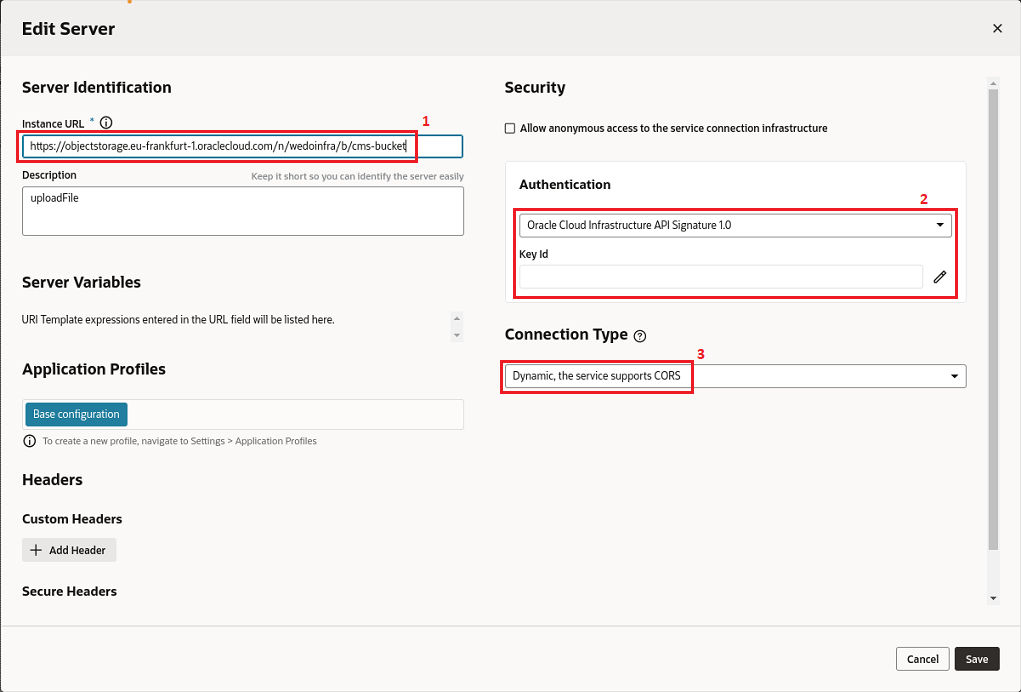 Edit Server
Server Identification
Instance URL *
1
https://objectstorage.eu-frankfurt-1.oraclecloud.com/n/wedoinfra/b/cms-bucket
Description
Keep it short so you can identify the server easily
uploadFile
Server Variables
URI Template expressions entered in the URL field will be listed here.
Application Profiles
Base configuration
To create a new profile, navigate to Settings > Application Profiles
Headers
Custom Headers
+ Add Header
Secure Headers
Security
Allow anonymous access to the service connection infrastructure
Authentication
2
Oracle Cloud Infrastructure API Signature 1.0
Key Id
Connection Type
3
Dynamic, the service supports CORS
Cancel
Save